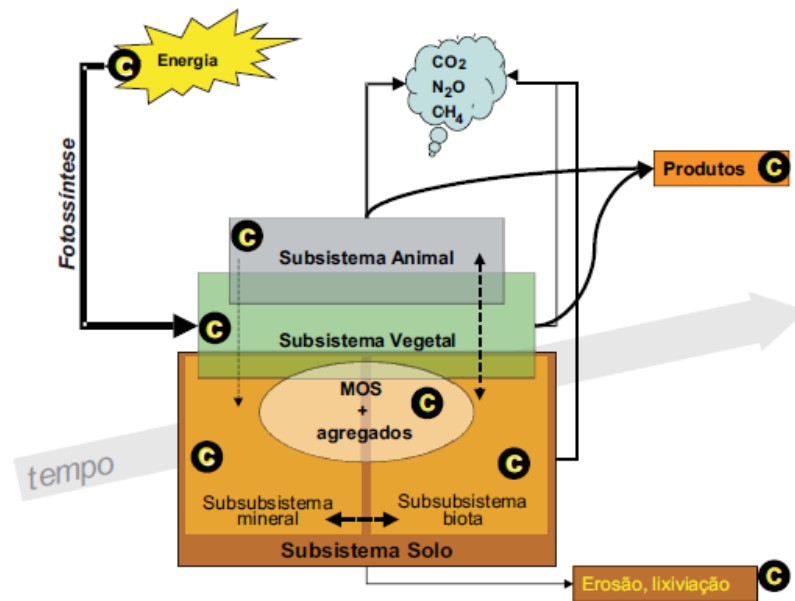 C
Energia
CO₂
N₂O
CH₄
Fotossíntese
Produtos C
C
Subsistema Animal
C
Subsistema Vegetal
MOS
+
agregados
C
C
C
tempo
Subsubsistema
mineral
Subsubsistema
biota
Subsistema Solo
Erosão, lixiviação
C